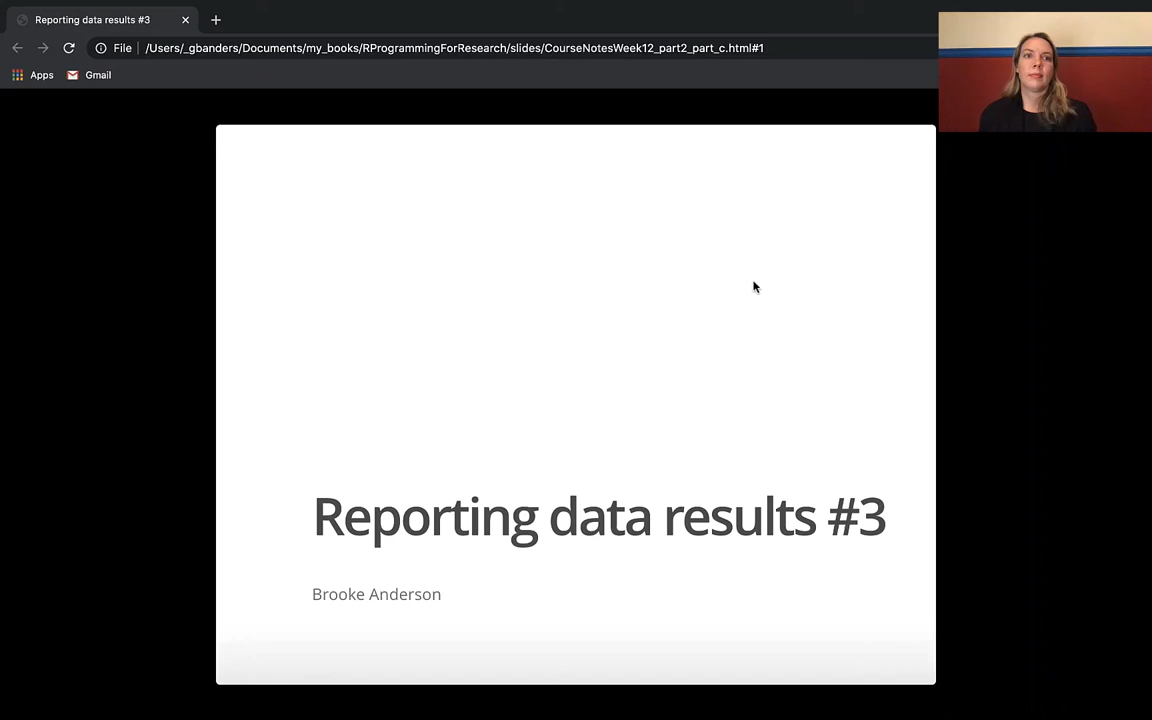 Reporting data results #3
File
/Users/_gbanders/Documents/my_books/RProgrammingForResearch/slides/CourseNotesWeek12_part2_part_c.html#1
Apps
Gmail
Reporting data results #3
Brooke Anderson